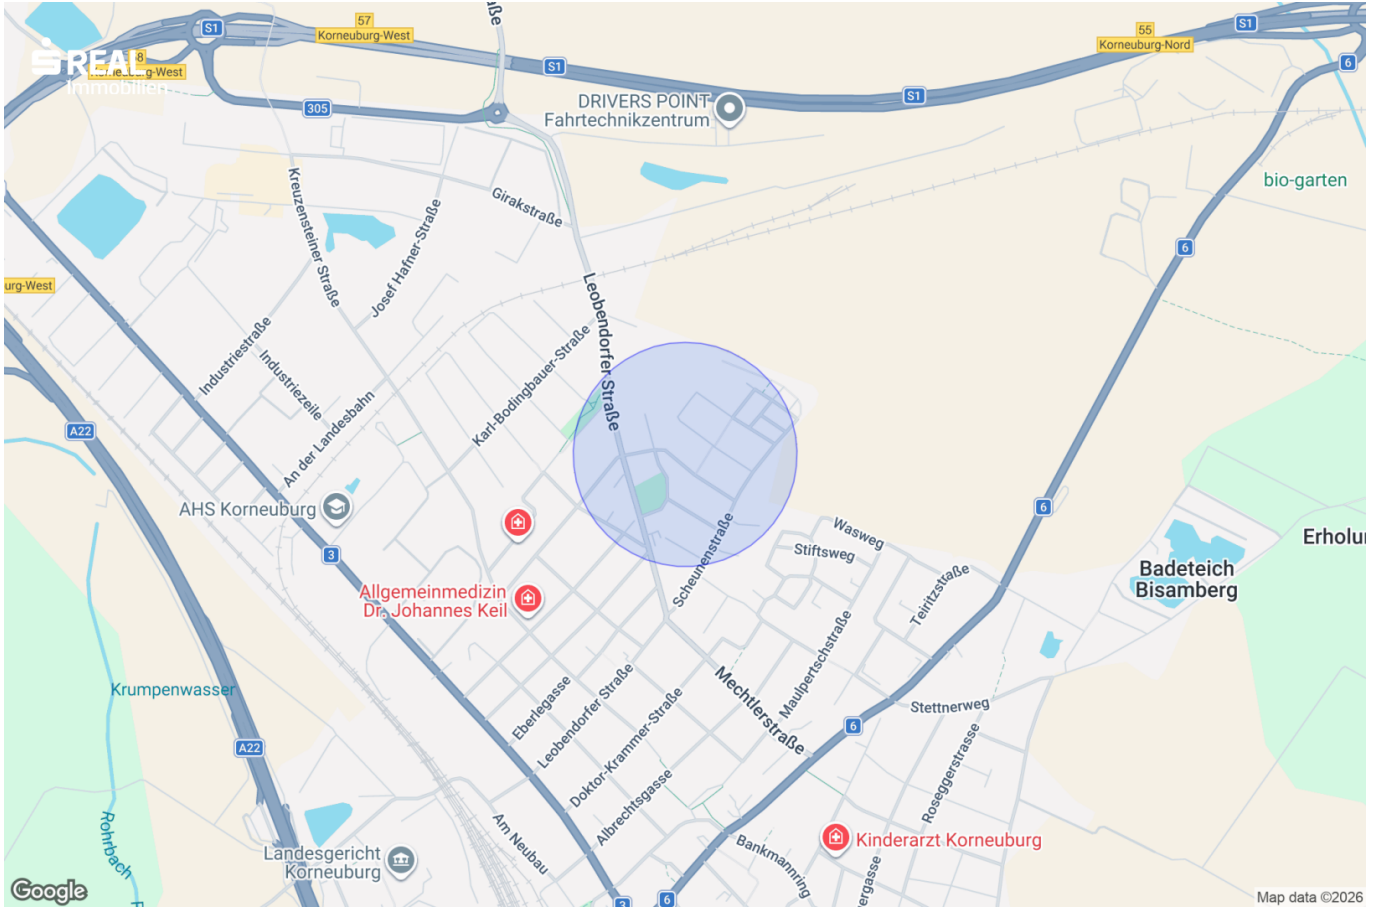 57
Korneuburg-West
S1
55
Korneuburg-Nord
S1
6
REAL
Immobilien
Korneuburg-West
S1
S1
305
DRIVERS POINT
Fahrtechnikzentrum
bio-garten
Kreuzensteiner Straße
Girakstraße
Josef Hafner-Straße
6
urg-West
Leobendorfer Straße
Industriestraße
Industriezeile
Karl-Bodingbauer-Straße
An der Landesbahn
A22
AHS Korneuburg
3
6
Wasweg
Stiftsweg
Scheunenstraße
Teiritzstraße
Badeteich
Bisamberg
Allgemeinmedizin
Dr. Johannes Keil
Maulpertschstraße
Krumpenwasser
Eberlegasse
Leobendorfer Straße
Mechtlerstraße
Stettnerweg
6
A22
Doktor-Krammer-Straße
Albrechtsgasse
Roseggerstrasse
Rohrbach
Am Neubau
Bankmannring
Kinderarzt Korneuburg
Landesgericht
Korneuburg
3
6
Google
Map data ©2026